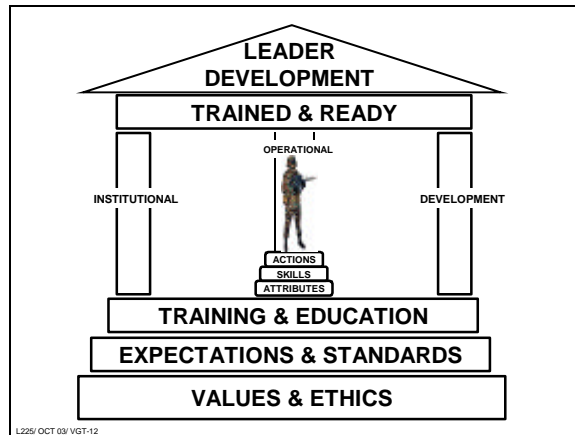 LEADER
DEVELOPMENT
TRAINED & READY
OPERATIONAL
INSTITUTIONAL
DEVELOPMENT
ACTIONS
SKILLS
ATTRIBUTES
TRAINING & EDUCATION
EXPECTATIONS & STANDARDS
VALUES & ETHICS
L225/ OCT 03/ VGT-12